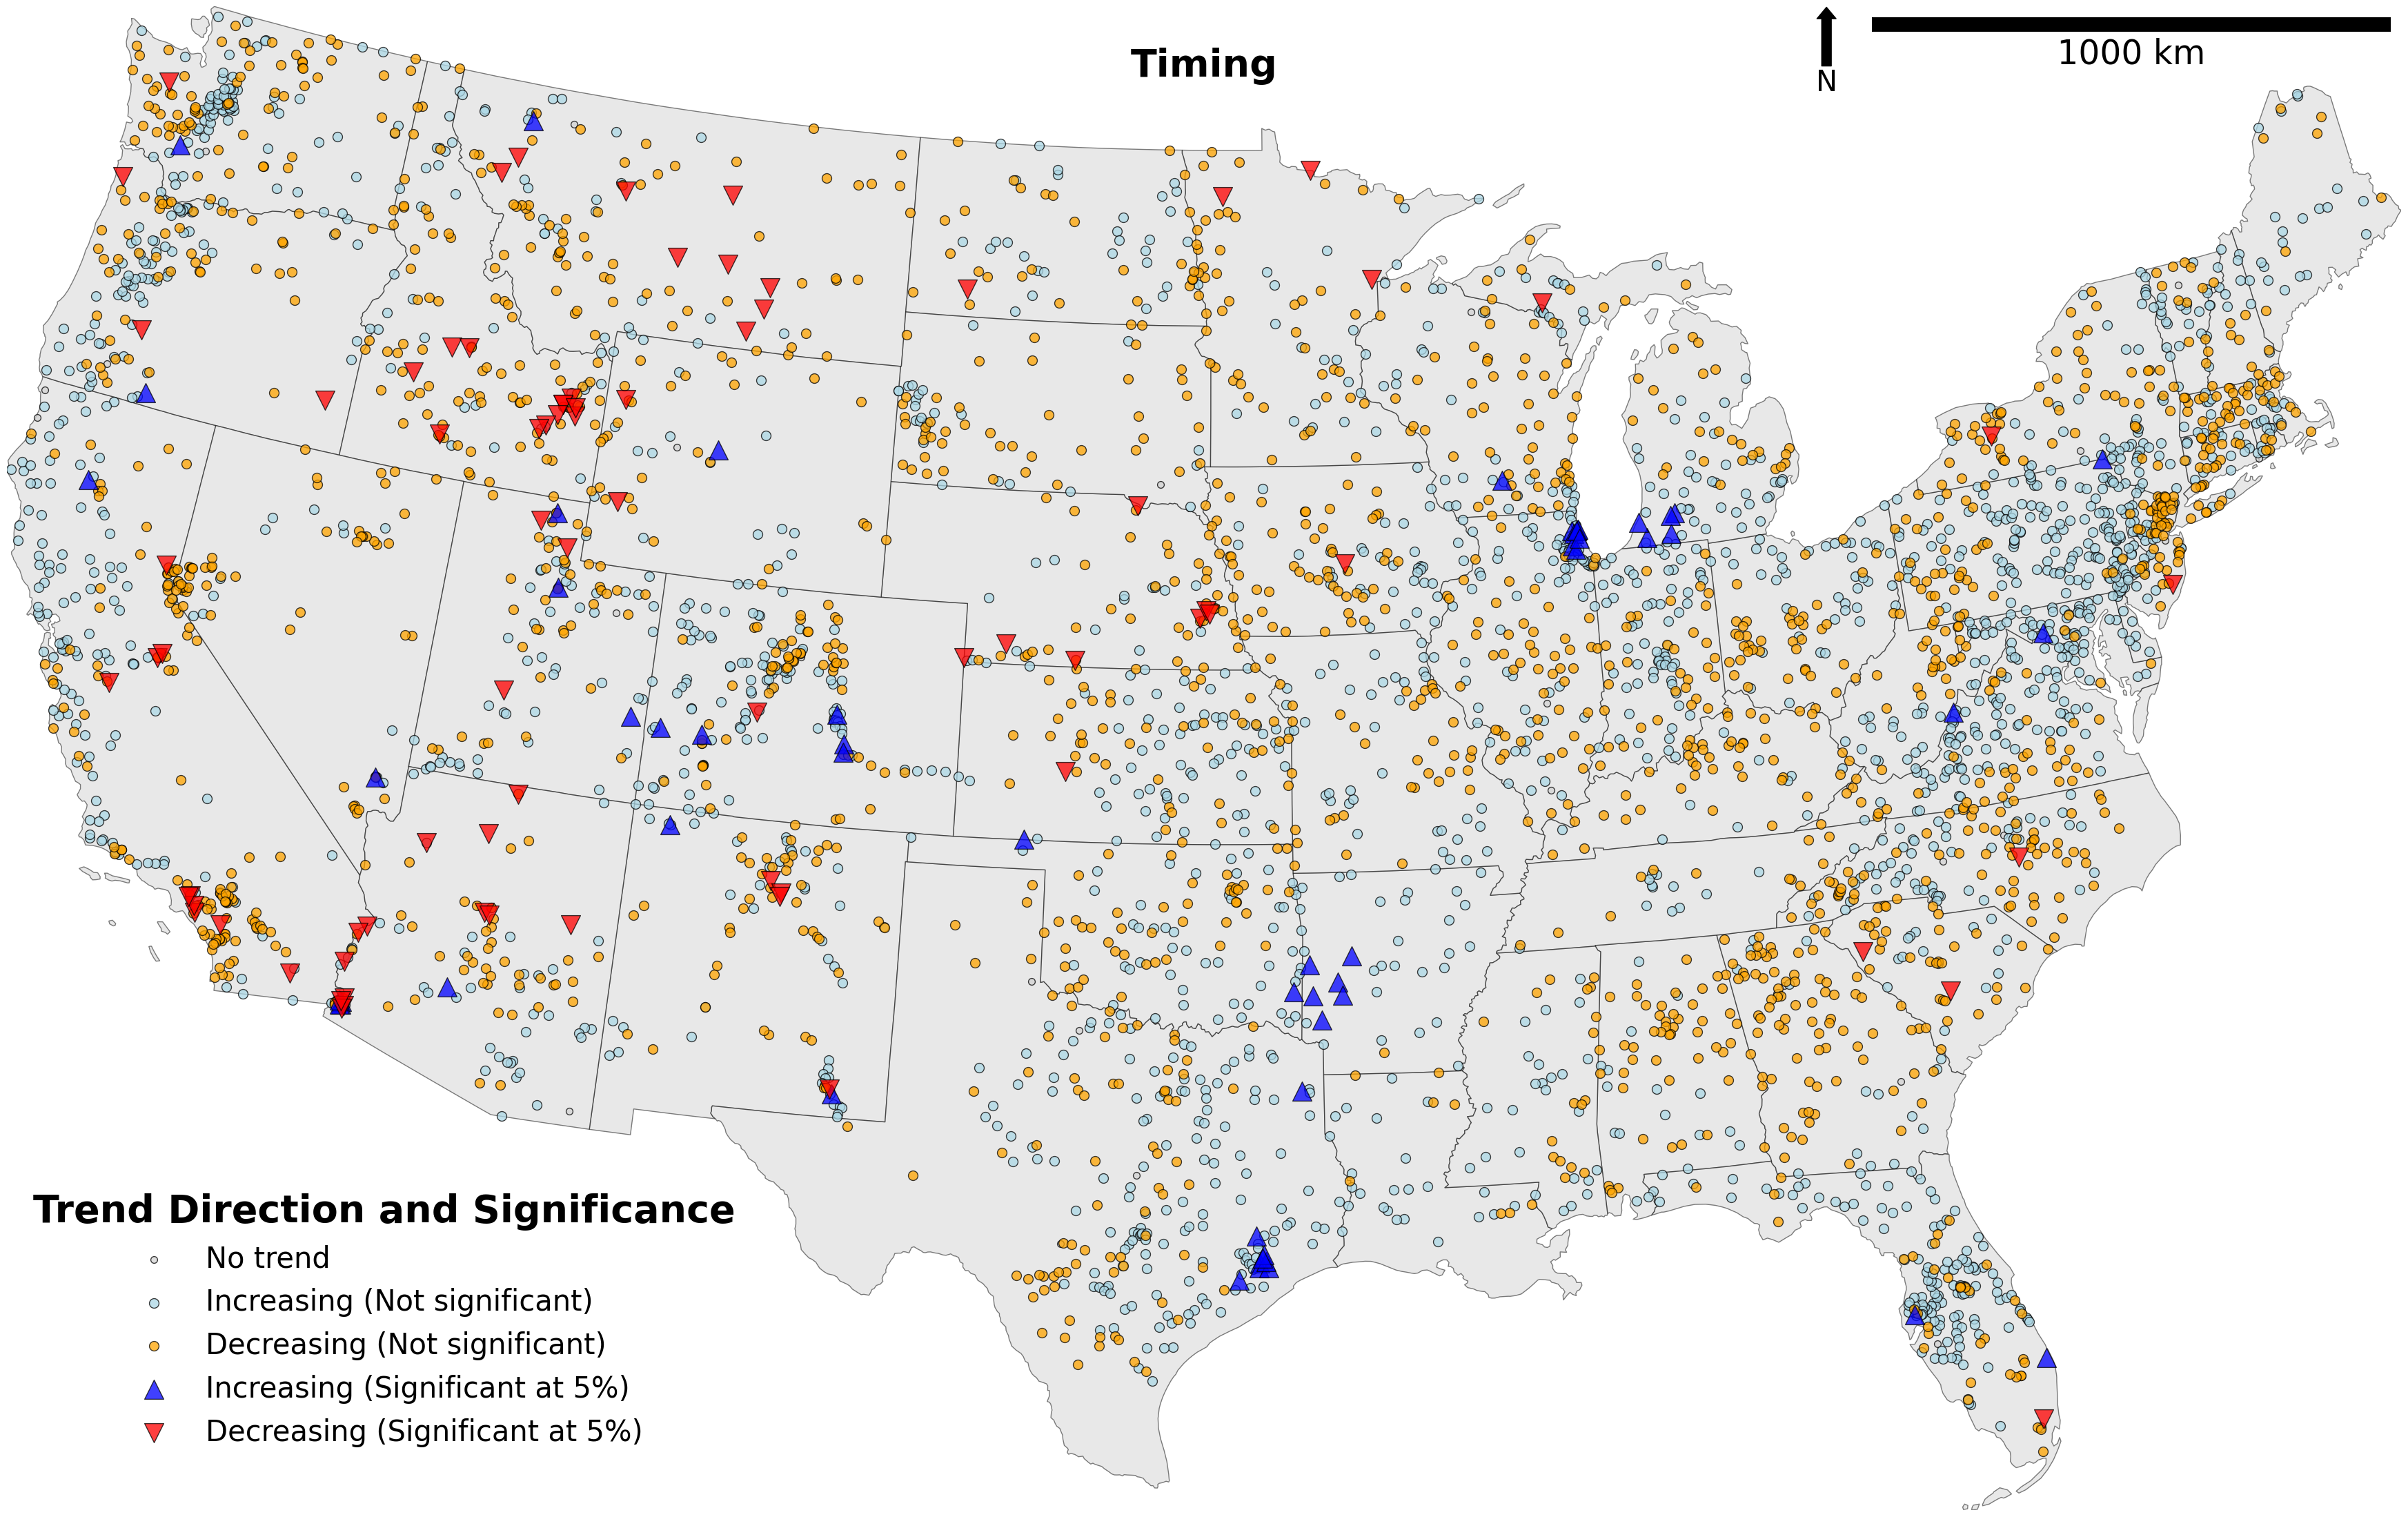 Timing
N
1000 km
Trend Direction and Significance
No trend
Increasing (Not significant)
Decreasing (Not significant)
Increasing (Significant at 5%)
Decreasing (Significant at 5%)